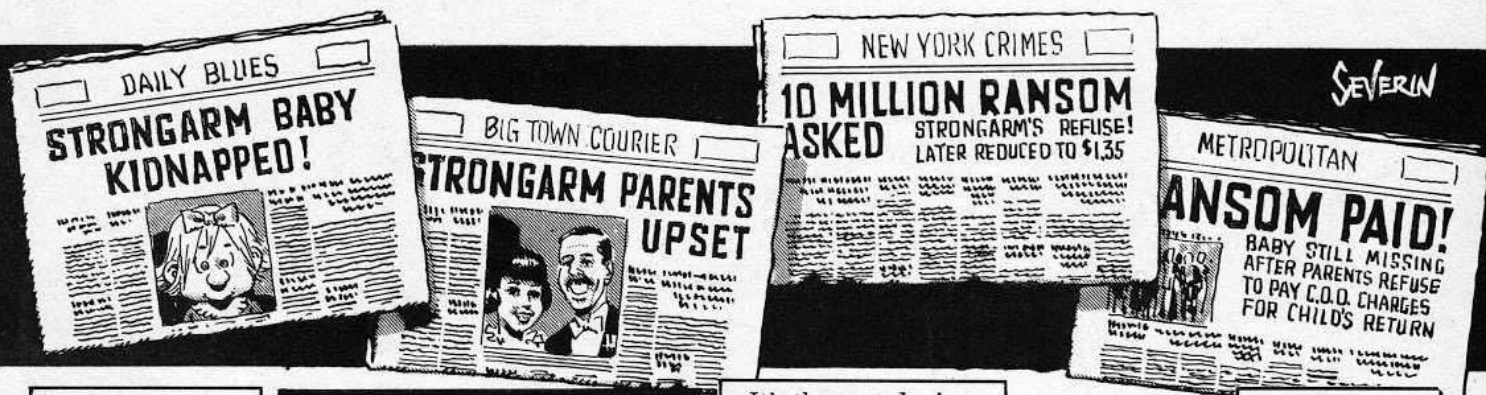 DAILY BLUES
STRONGARM BABY
KIDNAPPED!
BIG TOWN COURIER
STRONGARM PARENTS
UPSET
NEW YORK CRIMES
10 MILLION RANSOM
ASKED
STRONGARM'S REFUSE!
LATER REDUCED TO $1.35
SEVERIN
METROPOLITAN
ANSOM PAID!
BABY STILL MISSING
AFTER PARENTS REFUSE
TO PAY C.O.D. CHARGES
FOR CHILD'S RETURN